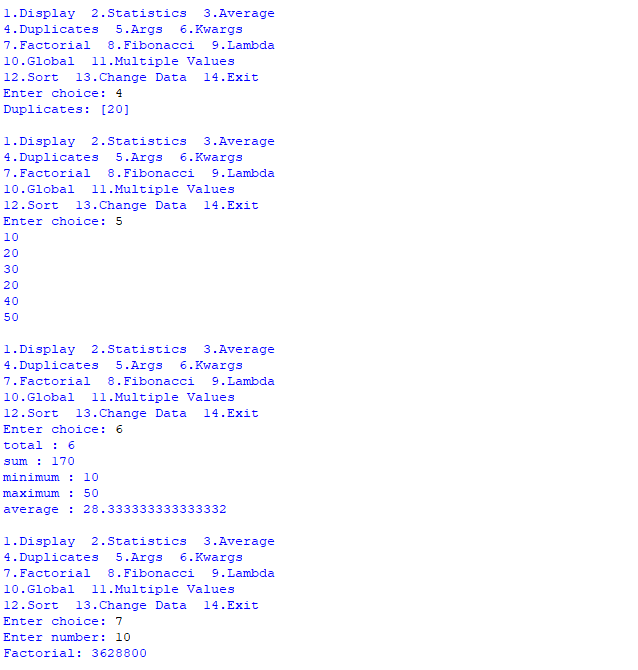 1.Display  2.Statistics  3.Average
4.Duplicates  5.Args  6.Kwargs
7.Factorial  8.Fibonacci  9.Lambda
10.Global  11.Multiple Values
12.Sort  13.Change Data  14.Exit
Enter choice: 4
Duplicates: [20]

1.Display  2.Statistics  3.Average
4.Duplicates  5.Args  6.Kwargs
7.Factorial  8.Fibonacci  9.Lambda
10.Global  11.Multiple Values
12.Sort  13.Change Data  14.Exit
Enter choice: 5
10
20
30
20
40
50

1.Display  2.Statistics  3.Average
4.Duplicates  5.Args  6.Kwargs
7.Factorial  8.Fibonacci  9.Lambda
10.Global  11.Multiple Values
12.Sort  13.Change Data  14.Exit
Enter choice: 6
total : 6
sum : 170
minimum : 10
maximum : 50
average : 28.333333333333332

1.Display  2.Statistics  3.Average
4.Duplicates  5.Args  6.Kwargs
7.Factorial  8.Fibonacci  9.Lambda
10.Global  11.Multiple Values
12.Sort  13.Change Data  14.Exit
Enter choice: 7
Enter number: 10
Factorial: 3628800